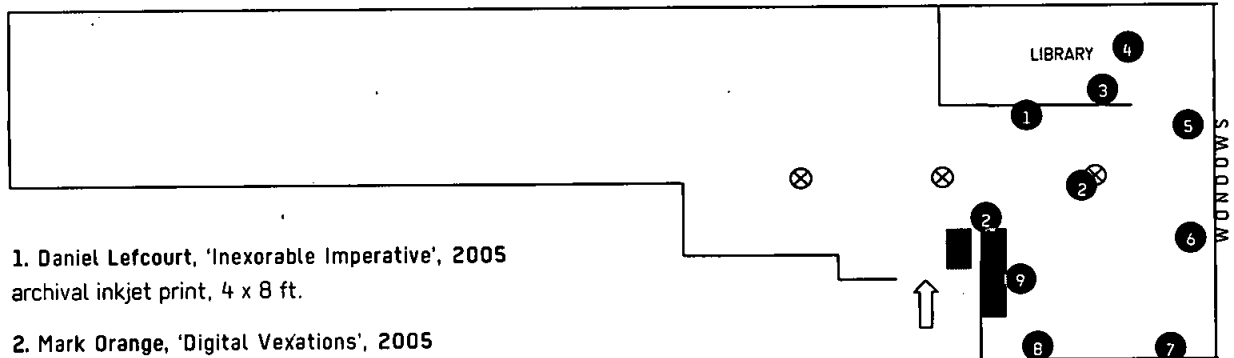 LIBRARY
4
3
1
5
WONDOWS
2
2
6
9
8
7
1. Daniel Lefcourt, ‘Inexorable Imperative’, 2005
archival inkjet print, 4 x 8 ft.
2. Mark Orange, ‘Digital Vexations’, 2005